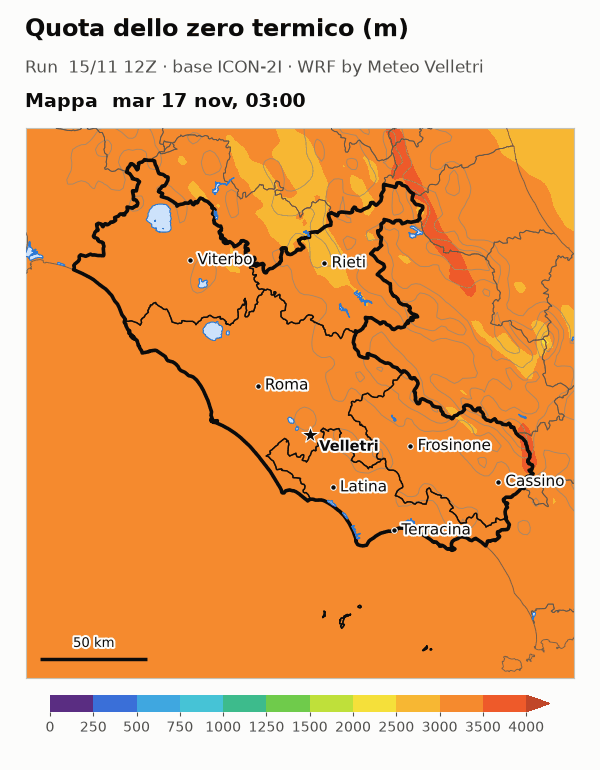 Quota dello zero termico (m)
Run  15/11 12Z · base ICON-2I · WRF by Meteo Velletri
Mappa  mar 17 nov, 03:00
Viterbo
Rieti
Roma
Velletri
Frosinone
Cassino
Latina
Terracina
50 km
0 250 500 750 1000 1250 1500 2000 2500 3000 3500 4000